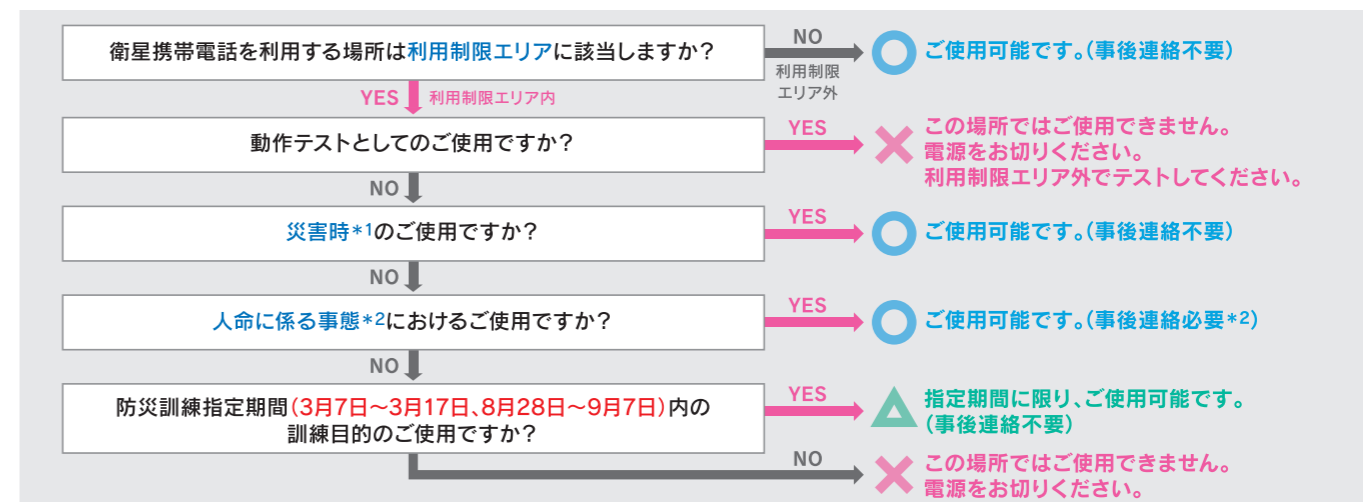 衛星携帯電話を利用する場所は利用制限エリアに該当しますか?
NO
利用制限
エリア外
ご使用可能です。(事後連絡不要)
YES 利用制限エリア内
動作テストとしてのご使用ですか?
YES
この場所ではご使用できません。
電源をお切りください。
利用制限エリア外でテストしてください。
NO
災害時*1のご使用ですか?
YES
ご使用可能です。(事後連絡不要)
NO
人命に係る事態*2におけるご使用ですか?
YES
ご使用可能です。(事後連絡必要*2)
NO
防災訓練指定期間(3月7日～3月17日、8月28日～9月7日)内の
訓練目的のご使用ですか?
YES
指定期間に限り、ご使用可能です。
(事後連絡不要)
NO
この場所ではご使用できません。
電源をお切りください。